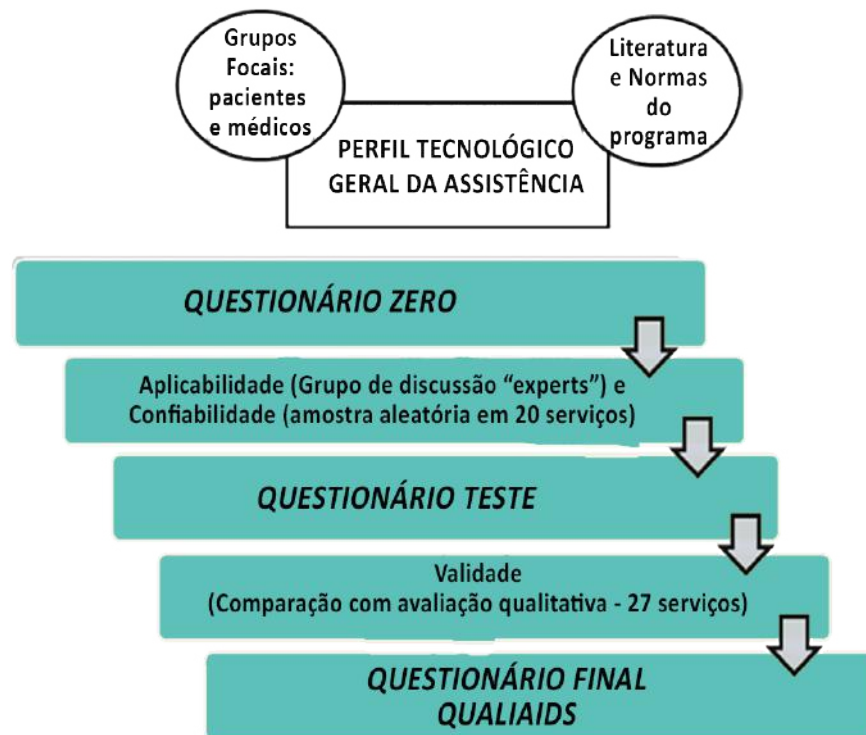 Grupos
Focais:
pacientes
e médicos
Literatura
e Normas
do
programa
PERFIL TECNOLÓGICO
GERAL DA ASSISTÊNCIA
QUESTIONÁRIO ZERO
Aplicabilidade (Grupo de discussão “experts”) e
Confiabilidade (amostra aleatória em 20 serviços)
QUESTIONÁRIO TESTE
Validade
(Comparação com avaliação qualitativa - 27 serviços)
QUESTIONÁRIO FINAL
QUALIAIDS